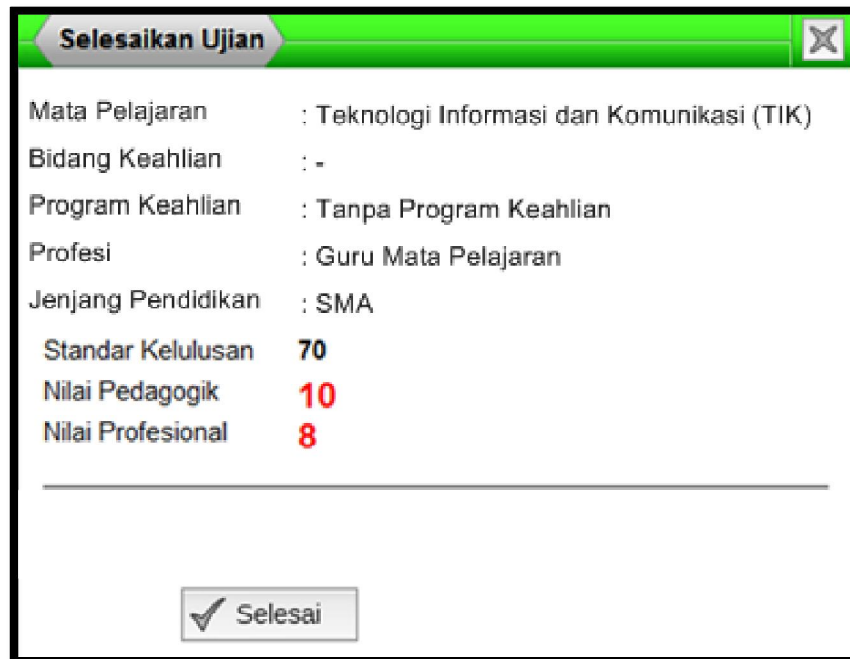 Selesaikan Ujian
Mata Pelajaran : Teknologi Informasi dan Komunikasi (TIK)
Bidang Keahlian : -
Program Keahlian : Tanpa Program Keahlian
Profesi : Guru Mata Pelajaran
Jenjang Pendidikan : SMA
Standar Kelulusan 70
Nilai Pedagogik 10
Nilai Profesional 8
Selesai